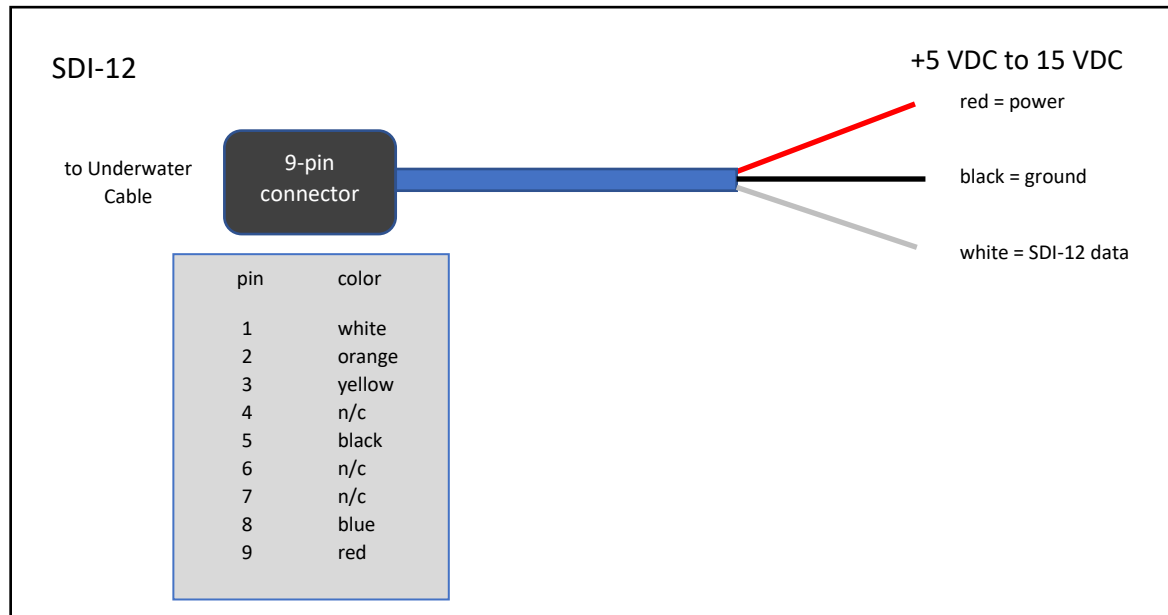 SDI-12
+5 VDC to 15 VDC
red = power
to Underwater
Cable
9-pin
connector
black = ground
white = SDI-12 data
pin color
1 white
2 orange
3 yellow
4 n/c
5 black
6 n/c
7 n/c
8 blue
9 red